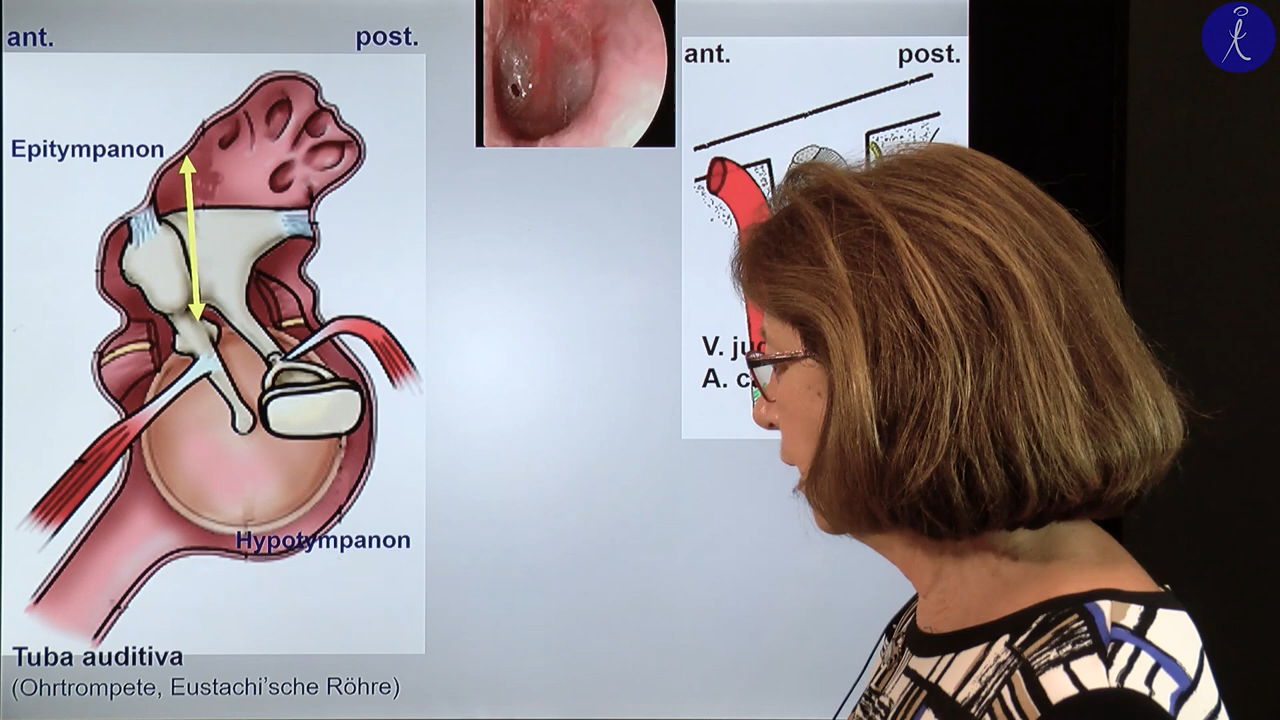 ant.
post.
Epitympanon
Hypotympanon
Tuba auditiva
(Ohrtrompete, Eustachi'sche Röhre)
ant.
post.
V.
A.